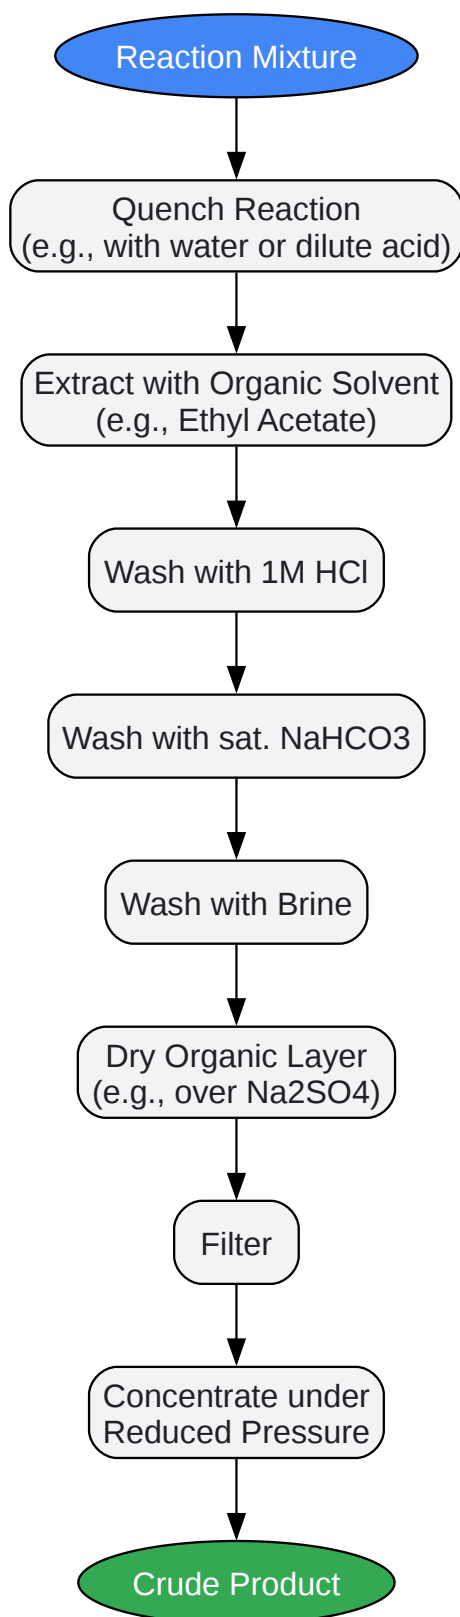 Reaction Mixture
Quench Reaction
(e.g., with water or dilute acid)
Extract with Organic Solvent
(e.g., Ethyl Acetate)
Wash with 1M HCl
Wash with sat. NaHCO3
Wash with Brine
Dry Organic Layer
(e.g., over Na2SO4)
Filter
Concentrate under
Reduced Pressure
Crude Product